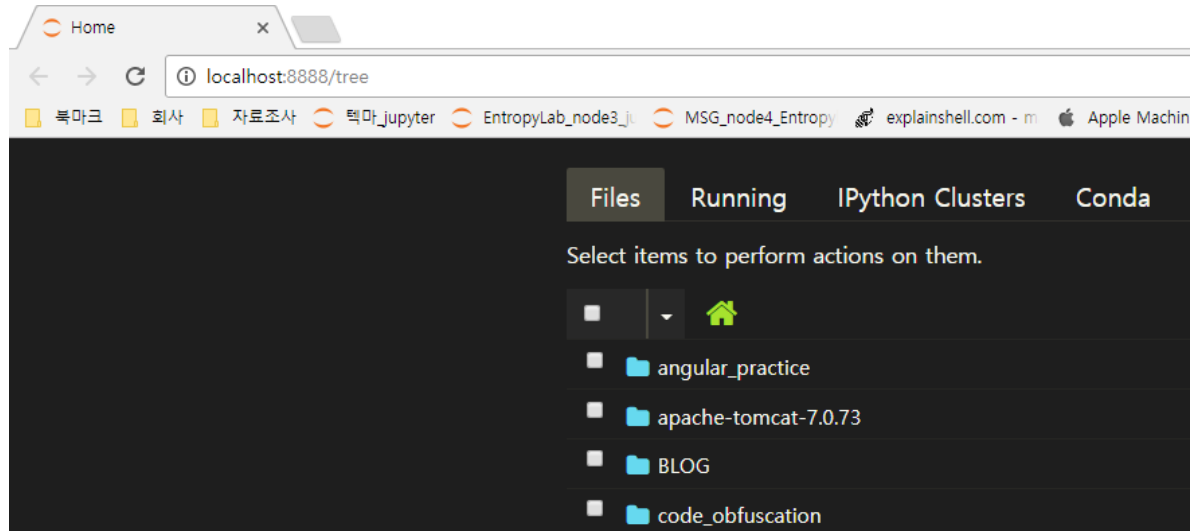 Home
localhost:8888/tree
북마크 회사 자료조사 텍마_jupyter EntropyLab_node3_ju MSG_node4_Entropy explainshell.com - m Apple Machin
Files Running IPython Clusters Conda
Select items to perform actions on them.
angular_practice
apache-tomcat-7.0.73
BLOG
code_obfuscation